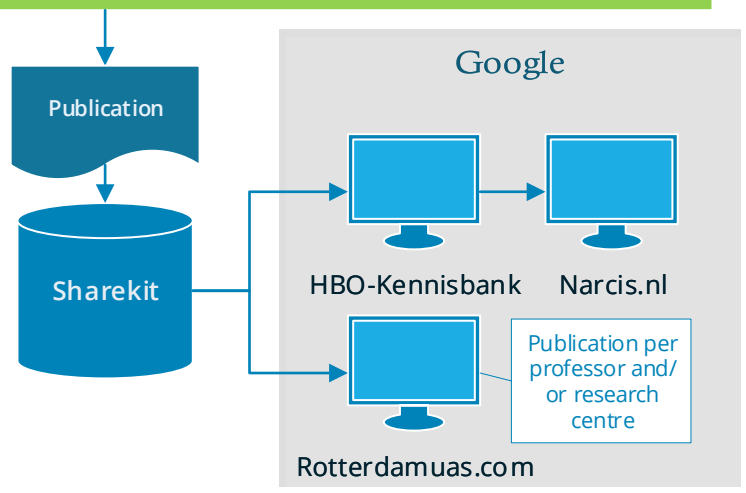 Google
Publication
Sharekit
HBO-Kennisbank
Narcis.nl
Publication per
professor and/
or research
centre
Rotterdamuas.com